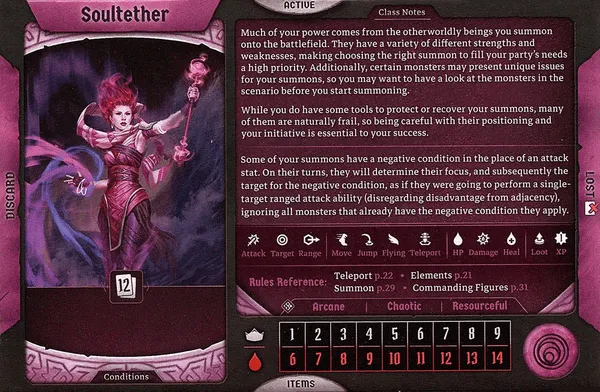 ACTIVE
Soultether
Class Notes
Much of your power comes from the otherworldly beings you summon
onto the battlefield. They have a variety of different strengths and
weaknesses, making choosing the right summon to fill your party's needs
a high priority. Additionally, certain monsters may present unique issues
for your summons, so you may want to have a look at the monsters in the
scenario before you start summoning.
While you do have some tools to protect or recover your summons, many
of them are naturally frail, so being careful with their positioning and
your initiative is essential to your success.
Some of your summons have a negative condition in the place of an attack
stat. On their turns, they will determine their focus, and subsequently the
target for the negative condition, as if they were going to perform a single-
target ranged attack ability (disregarding disadvantage from adjacency),
ignoring all monsters that already have the negative condition they apply.
DISCARD
LOST
Attack Target Range Move Jump Flying Teleport HP Damage Heal Loot XP
12
Rules Reference: Teleport p.22 • Elements p.21
Summon p.29 • Commanding Figures p.31
Arcane | Chaotic | Resourceful
1 2 3 4 5 6 7 8 9
6 7 8 9 10 11 12 13 14
Conditions
ITEMS